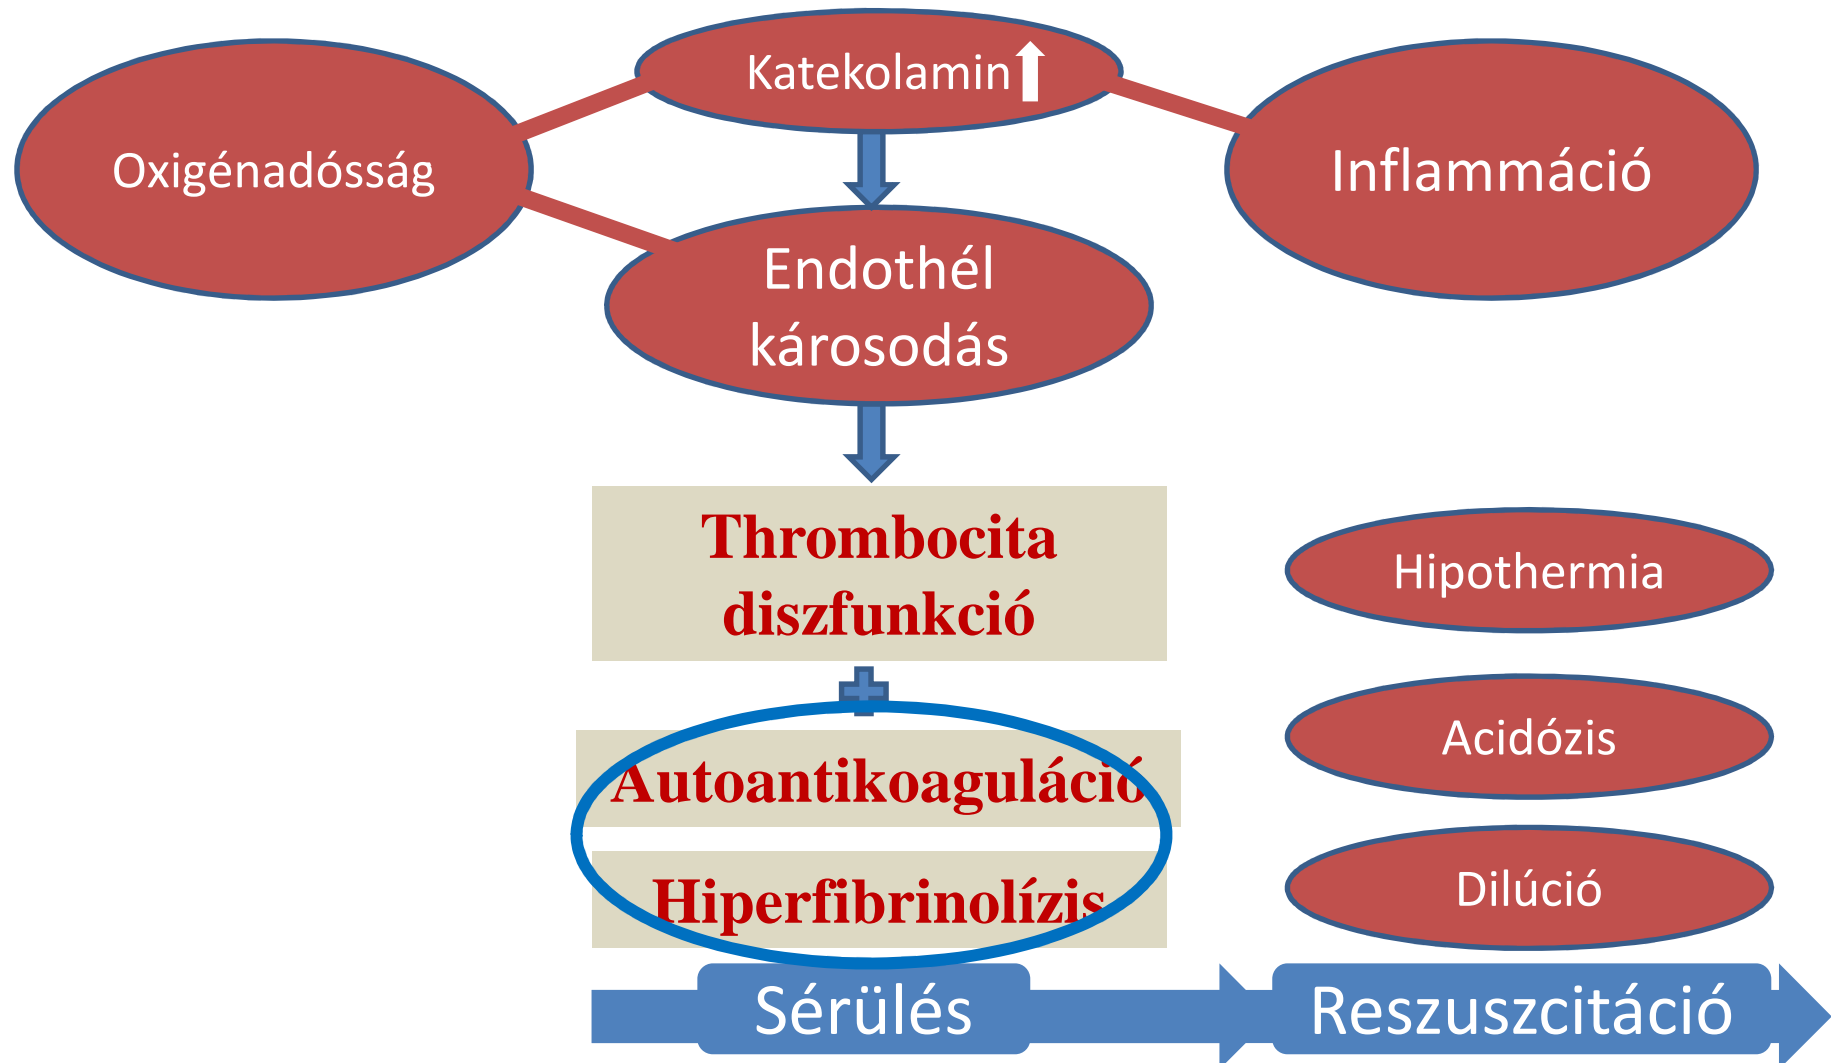 Katekolamin
Oxigénadósság
Inflammáció
Endothél
károsodás
Thrombocita
diszfunkció
Hipothermia
Acidózis
Autoantikoaguláció
Dilúció
Hiperfibrinolízis
Sérülés
Reszuszcitáció